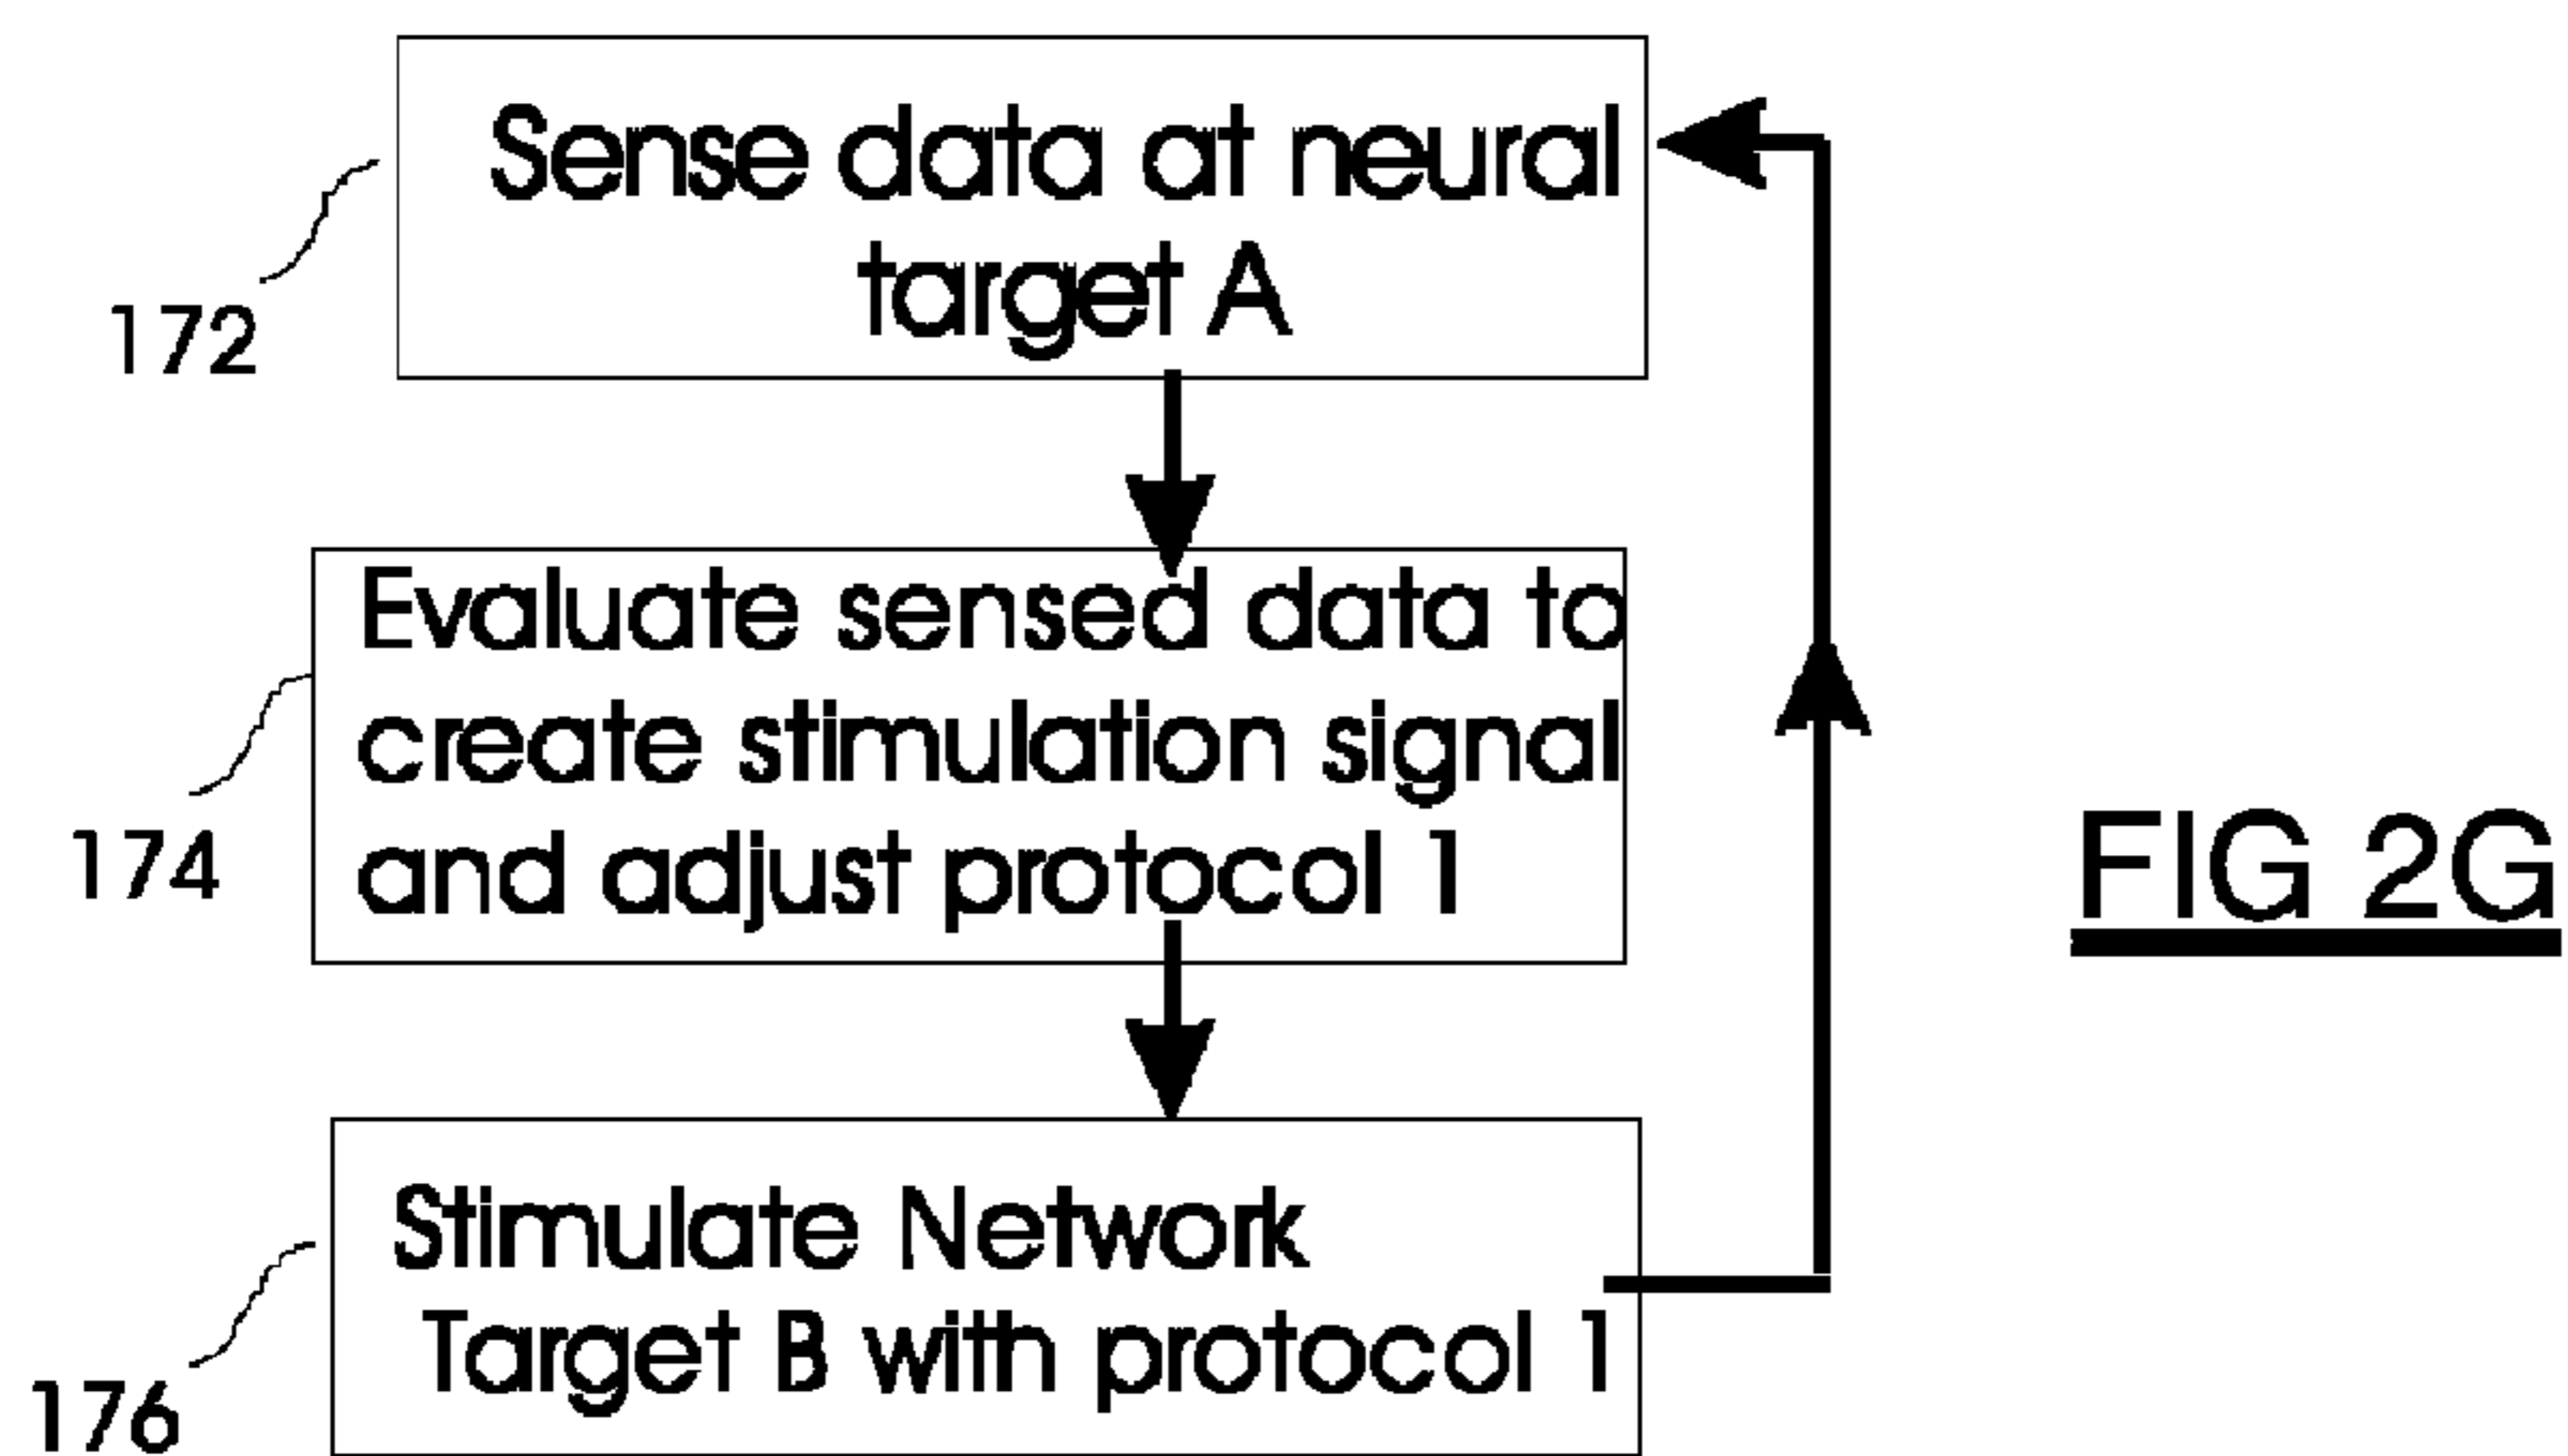 Sense data at neural
target A
172
Evaluate sensed data to
create stimulation signal
and adjust protocol 1
174
FIG 2G
Stimulate Network
Target B with protocol 1
176